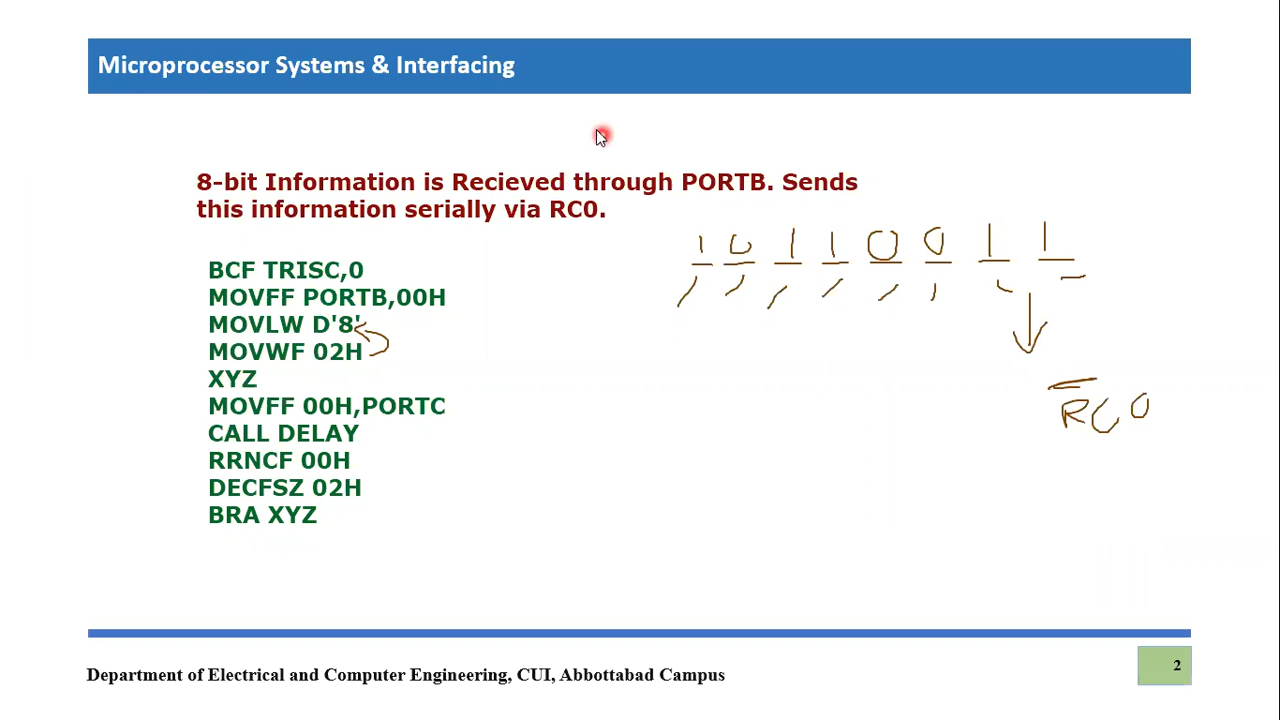 Microprocessor Systems & Interfacing
8-bit Information is Recieved through PORTB. Sends
this information serially via RC0.
1 0 1 1 0 0 1 1
BCF TRISC,0
MOVFF PORTB,00H
MOVLW D'8'
MOVWF 02H
XYZ
MOVFF 00H,PORTC
RC0
CALL DELAY
RRNCF 00H
DECFSZ 02H
BRA XYZ
Department of Electrical and Computer Engineering, CUI, Abbottabad Campus
2